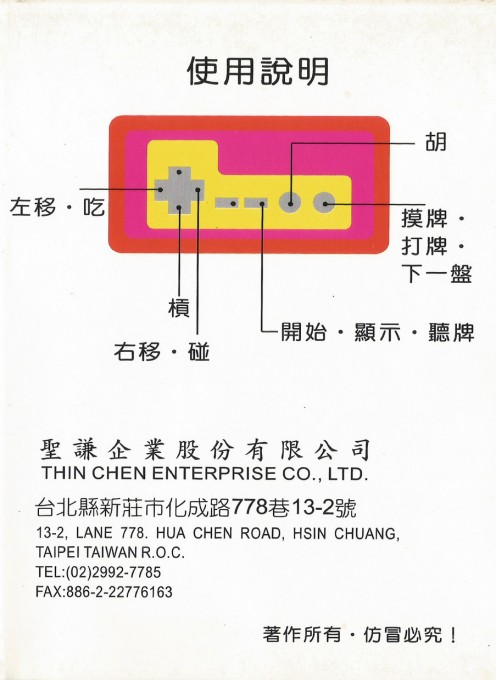 使用說明
胡
左移·吃
摸牌·
打牌·
下一盤
槓
開始·顯示·聽牌
右移·碰
聖謙企業股份有限公司
THIN CHEN ENTERPRISE CO., LTD.
台北縣新莊市化成路778巷13-2號
13-2, LANE 778. HUA CHEN ROAD, HSIN CHUANG,
TAIPEI TAIWAN R.O.C.
TEL:(02)2992-7785
FAX:886-2-22776163
著作所有·仿冒必究！